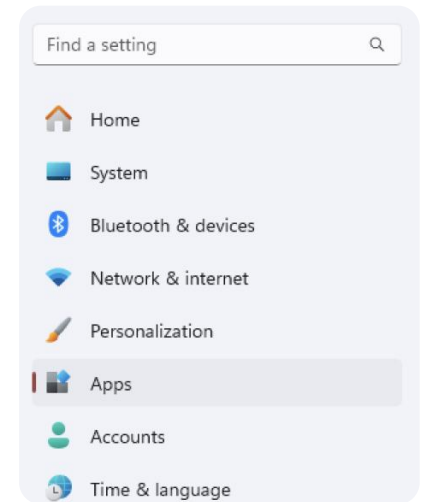 Find a setting
Home
System
Bluetooth & devices
Network & internet
Personalization
Apps
Accounts
Time & language